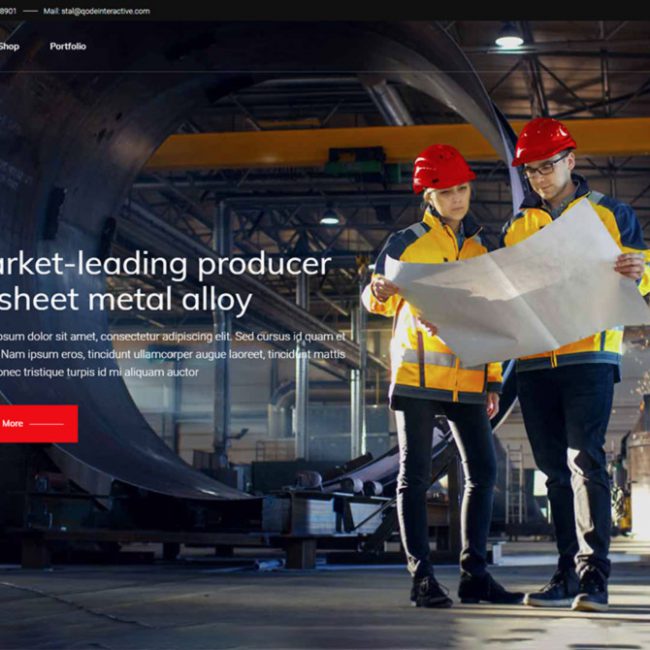 8901 Mail: stal@qodeinteractive.com
Shop Portfolio
arket-leading producer
sheet metal alloy
psum dolor sit amet, consectetur adipiscing elit. Sed cursus id quam et
Nam ipsum eros, tincidunt ullamcorper augue laoreet, tincidunt mattis
onec tristique turpis id mi aliquam auctor
More